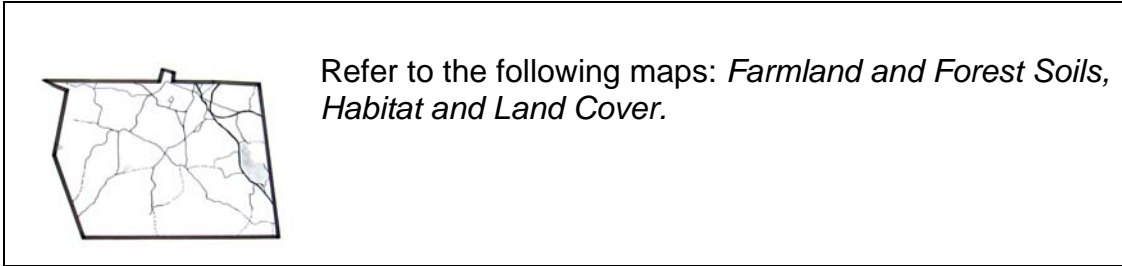 Refer to the following maps: Farmland and Forest Soils,
Habitat and Land Cover.